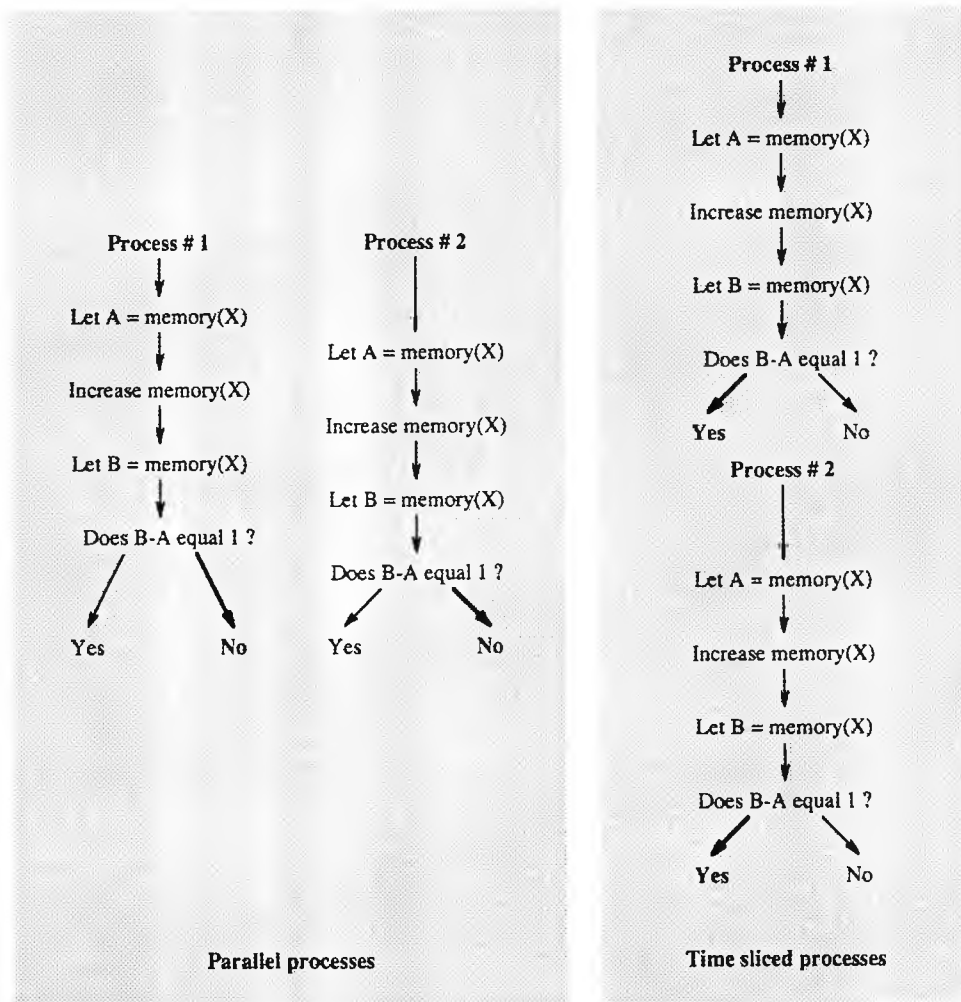 Process # 1
Let A = memory(X)
Increase memory(X)
Let B = memory(X)
Does B-A equal 1 ?
Yes
No
Process # 2
Let A = memory(X)
Increase memory(X)
Let B = memory(X)
Does B-A equal 1 ?
Yes
No
Parallel processes
Process # 1
Let A = memory(X)
Increase memory(X)
Let B = memory(X)
Does B-A equal 1 ?
Yes
No
Process # 2
Let A = memory(X)
Increase memory(X)
Let B = memory(X)
Does B-A equal 1 ?
Yes
No
Time sliced processes